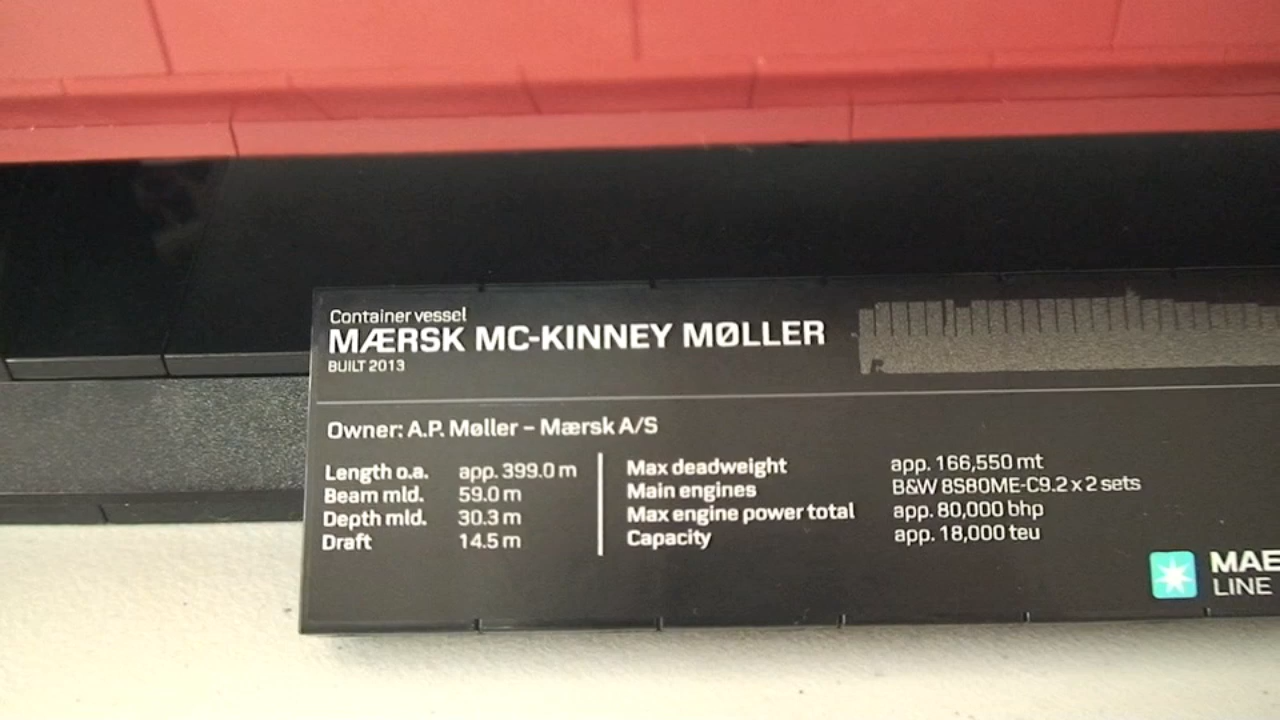 Container vessel
MÆRSK MC-KINNEY MØLLER
BUILT 2013
Owner: A.P. Møller – Mærsk A/S
Length o.a. app. 399.0 m
Beam mld. 59.0 m
Depth mld. 30.3 m
Draft 14.5 m
Max deadweight app. 166,550 mt
Main engines B&W 8S80ME-C9.2 x 2 sets
Max engine power total app. 80,000 bhp
Capacity app. 18,000 teu
MAE
LINE